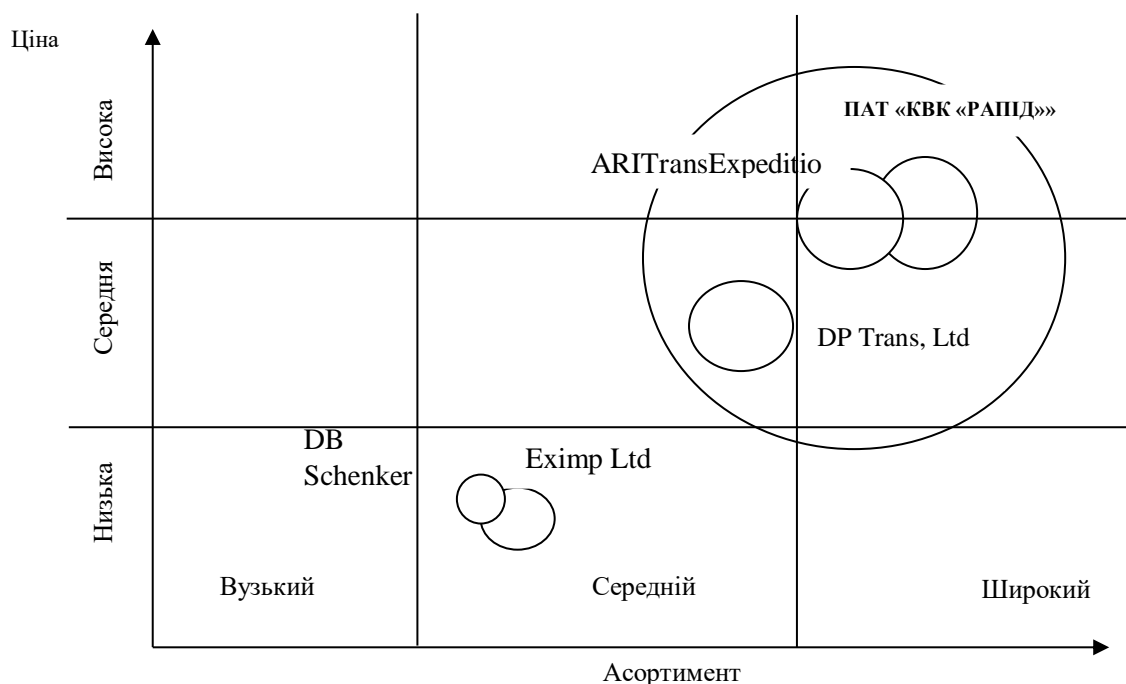 Ціна
Висока
ПАТ «КВК «РАПІД»»
ARITransExpeditio
Середня
DP Trans, Ltd
DB
Schenker
Eximp Ltd
Низька
Вузький
Середній
Широкий
Асортимент